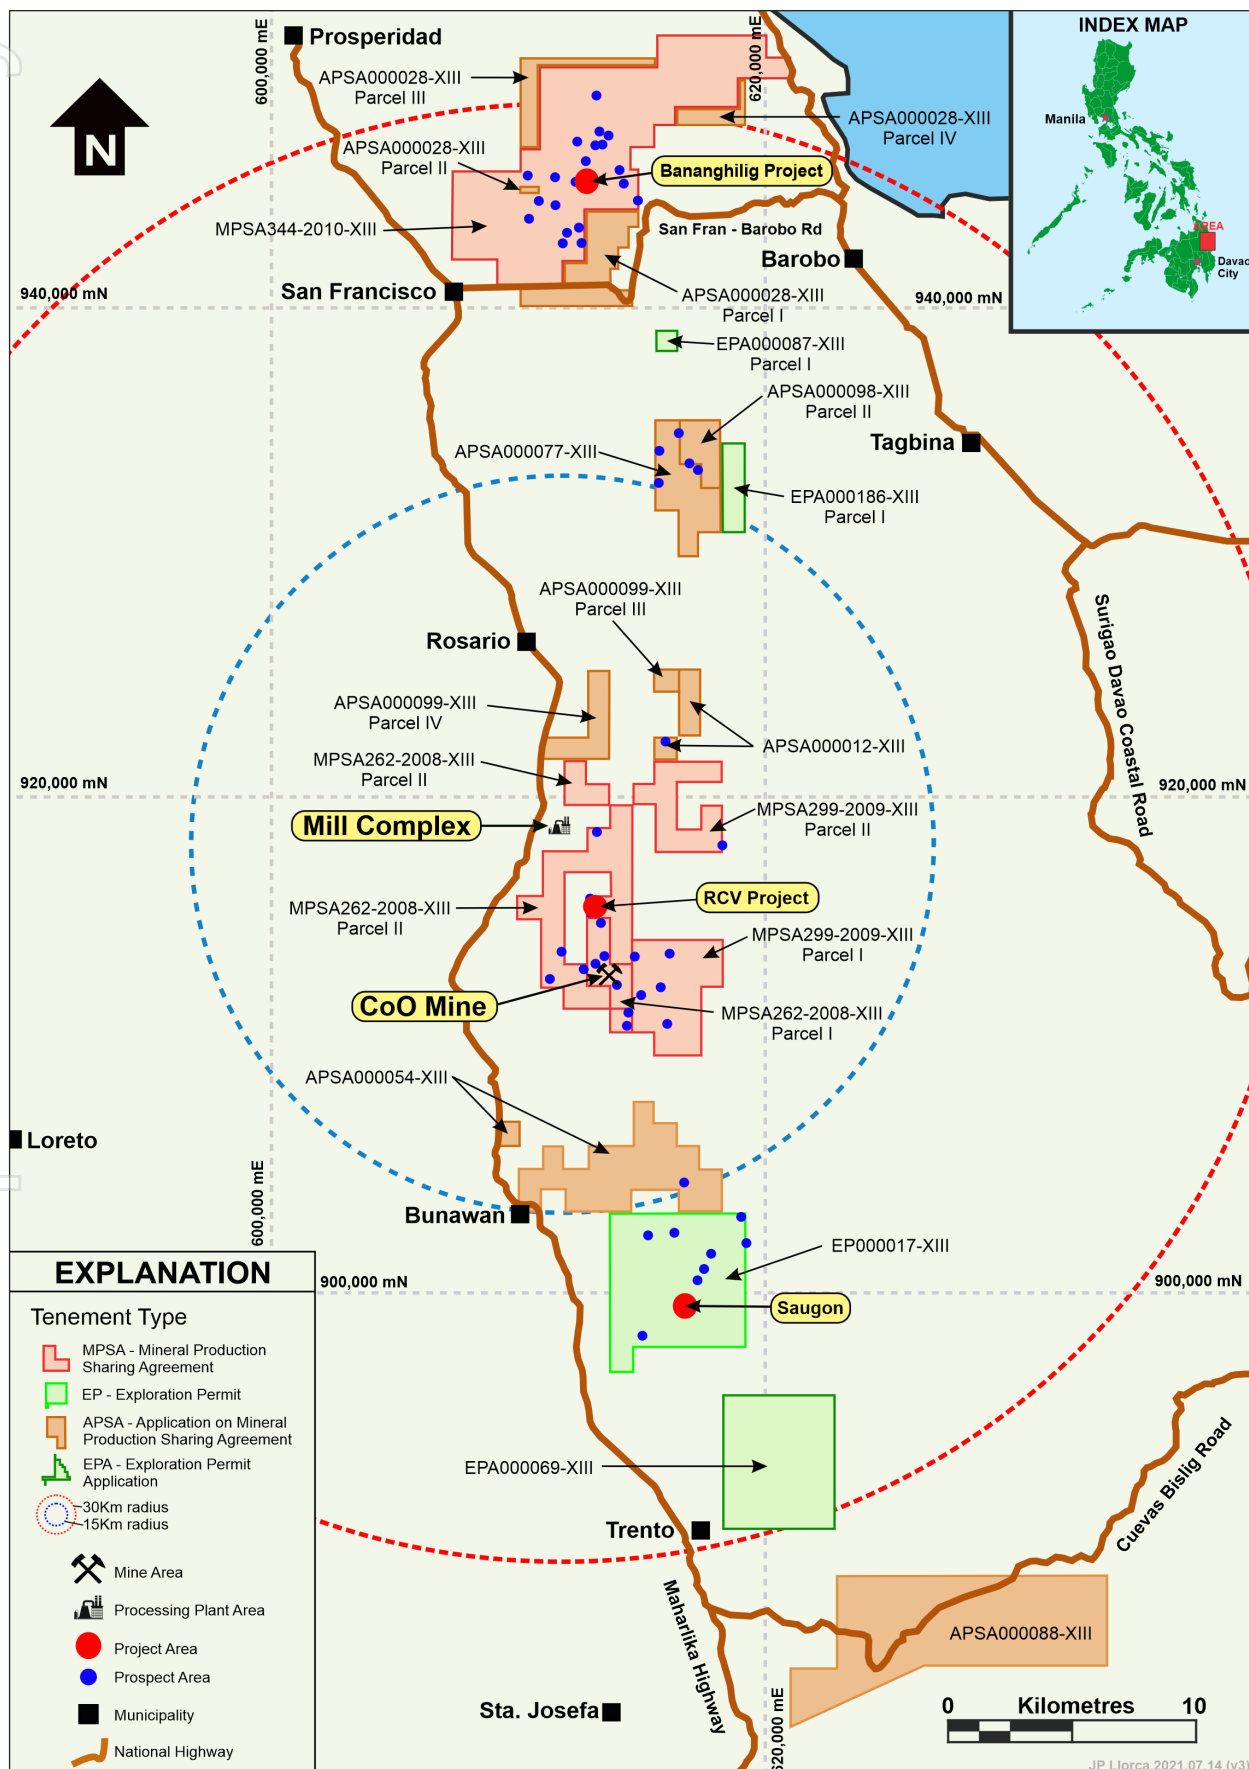 INDEX MAP
Manila
AREA
Davao
City
600,000 mE
620,000 mE
Prosperidad
APSA000028-XIII
Parcel III
APSA000028-XIII
Parcel IV
N
APSA000028-XIII
Parcel II
Bananghilig Project
MPSA344-2010-XIII
San Fran - Barobo Rd
Barobo
San Francisco
940,000 mN
940,000 mN
APSA000028-XIII
Parcel I
EPA000087-XIII
Parcel I
APSA000098-XIII
Parcel II
Tagbina
APSA000077-XIII
EPA000186-XIII
Parcel I
APSA000099-XIII
Parcel III
Surigao Davao Coastal Road
Rosario
APSA000099-XIII
Parcel IV
APSA000012-XIII
MPSA262-2008-XIII
Parcel II
920,000 mN
920,000 mN
MPSA299-2009-XIII
Parcel II
Mill Complex
RCV Project
MPSA262-2008-XIII
Parcel II
MPSA299-2009-XIII
Parcel I
CoO Mine
MPSA262-2008-XIII
Parcel I
APSA000054-XIII
Loreto
600,000 mE
Bunawan
EP000017-XIII
900,000 mN
900,000 mN
Saugon
EPA000069-XIII
Trento
Cuevas Bislig Road
Maharlika Highway
APSA000088-XIII
Sta. Josefa
620,000 mE
0 Kilometres 10
EXPLANATION
Tenement Type
MPSA - Mineral Production
Sharing Agreement
EP - Exploration Permit
APSA - Application on Mineral
Production Sharing Agreement
EPA - Exploration Permit
Application
30Km radius
15Km radius
Mine Area
Processing Plant Area
Project Area
Prospect Area
Municipality
National Highway
JP Llorca.2021.07.14 (v3)